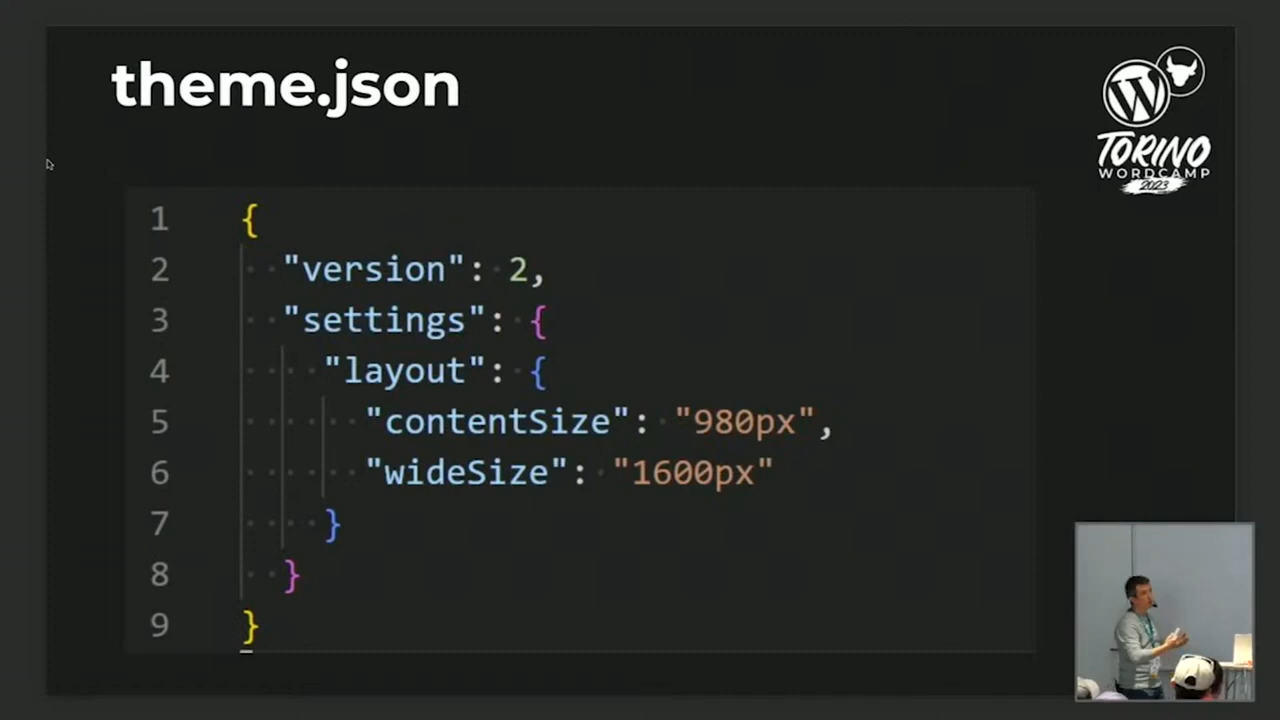 theme.json
TORINO
WORDCAMP
2023
1 {
2 "version": 2,
3 "settings": {
4 "layout": {
5 "contentSize": "980px",
6 "wideSize": "1600px"
7 }
8 }
9 }